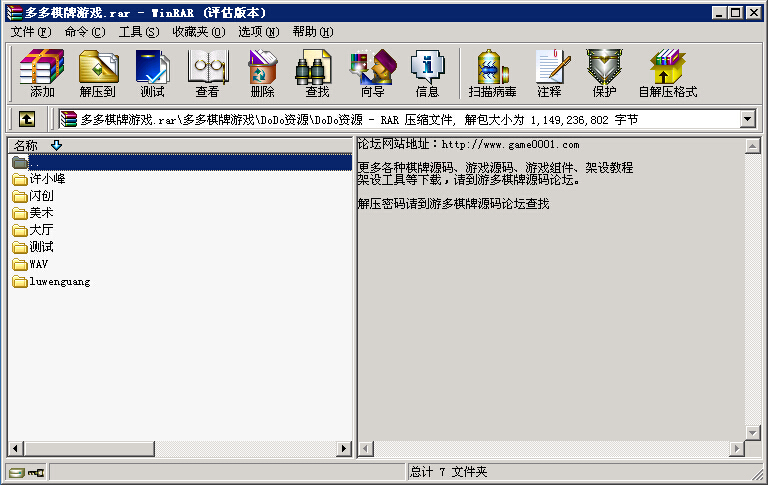 多多棋牌游戏.rar - WinRAR (评估版本)
文件(F) 命令(C) 工具(S) 收藏夹(O) 选项(N) 帮助(H)
添加 解压到 测试 查看 删除 查找 向导 信息 扫描病毒 注释 保护 自解压格式
多多棋牌游戏.rar\多多棋牌游戏\DoDo资源\DoDo资源 - RAR 压缩文件, 解包大小为 1,149,236,802 字节
名称
..
许小峰
闪创
美术
大厅
测试
WAV
luwenguang
论坛网站地址：http://www.game0001.com
更多各种棋牌源码、游戏源码、游戏组件、架设教程
架设工具等下载，请到游多棋牌源码论坛。
解压密码请到游多棋牌源码论坛查找
总计 7 文件夹